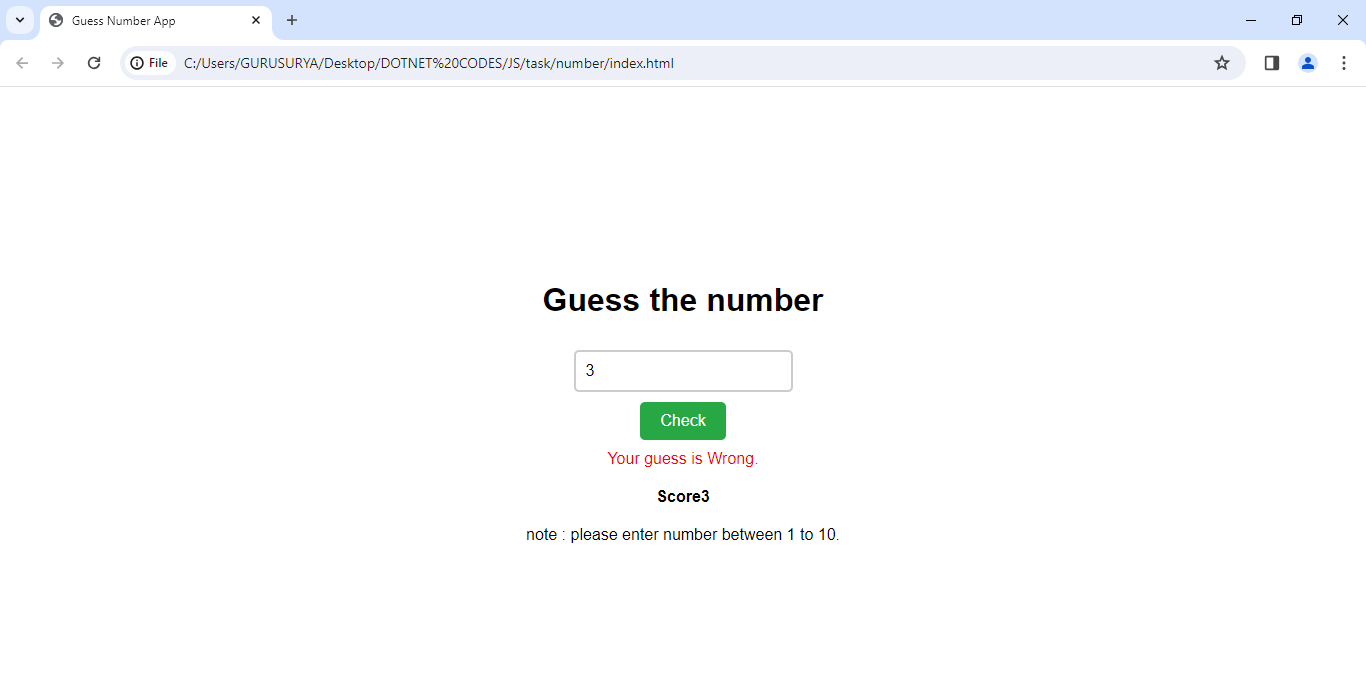 Guess Number App
File C:/Users/GURUSURYA/Desktop/DOTNET%20CODES/JS/task/number/index.html
Guess the number
3
Check
Your guess is Wrong.
Score3
note : please enter number between 1 to 10.